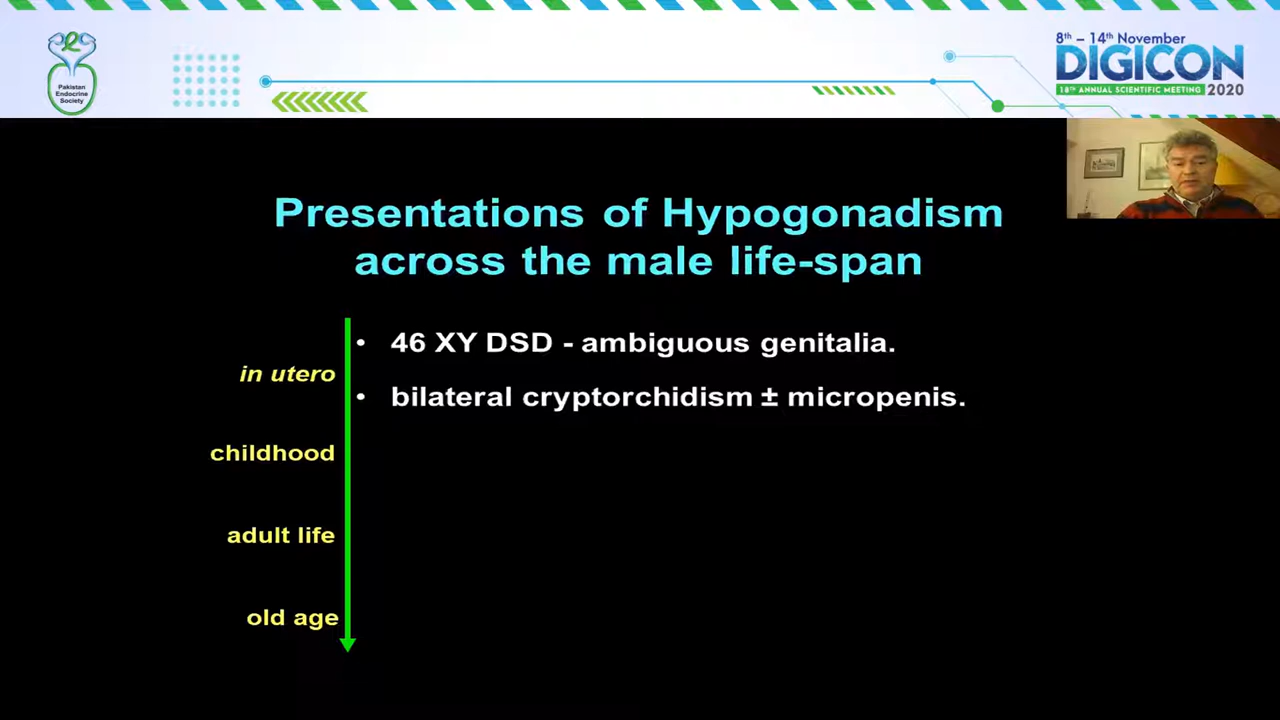 Pakistan
Endocrine
Society
8th – 14th November
DIGICON
18TH ANNUAL SCIENTIFIC MEETING 2020
Presentations of Hypogonadism
across the male life-span
• 46 XY DSD - ambiguous genitalia.
in utero
• bilateral cryptorchidism ± micropenis.
childhood
adult life
old age